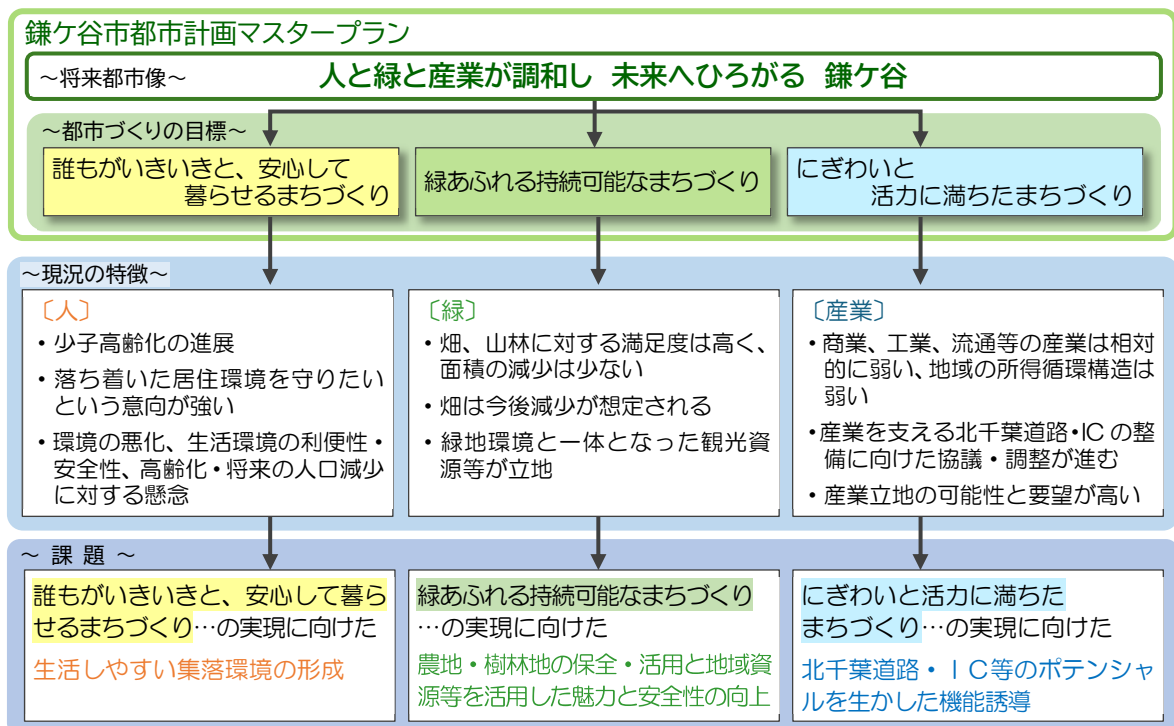 鎌ケ谷市都市計画マスタープラン
～将来都市像～ 人と緑と産業が調和し 未来へひろがる 鎌ケ谷
～都市づくりの目標～
誰もがいきいきと、安心して
暮らせるまちづくり
緑あふれる持続可能なまちづくり
にぎわいと
活力に満ちたまちづくり
～現況の特徴～
〔人〕
・少子高齢化の進展
・落ち着いた居住環境を守りたい
という意向が強い
・環境の悪化、生活環境の利便性・
安全性、高齢化・将来の人口減少
に対する懸念
〔緑〕
・畑、山林に対する満足度は高く、
面積の減少は少ない
・畑は今後減少が想定される
・緑地環境と一体となった観光資
源等が立地
〔産業〕
・商業、工業、流通等の産業は相対
的に弱い、地域の所得循環構造は
弱い
・産業を支える北千葉道路・IC の整
備に向けた協議・調整が進む
・産業立地の可能性と要望が高い
～ 課 題 ～
誰もがいきいきと、安心して暮ら
せるまちづくり…の実現に向けた
生活しやすい集落環境の形成
緑あふれる持続可能なまちづくり
…の実現に向けた
農地・樹林地の保全・活用と地域資
源等を活用した魅力と安全性の向上
にぎわいと活力に満ちた
まちづくり…の実現に向けた
北千葉道路・ＩＣ等のポテンシャ
ルを生かした機能誘導